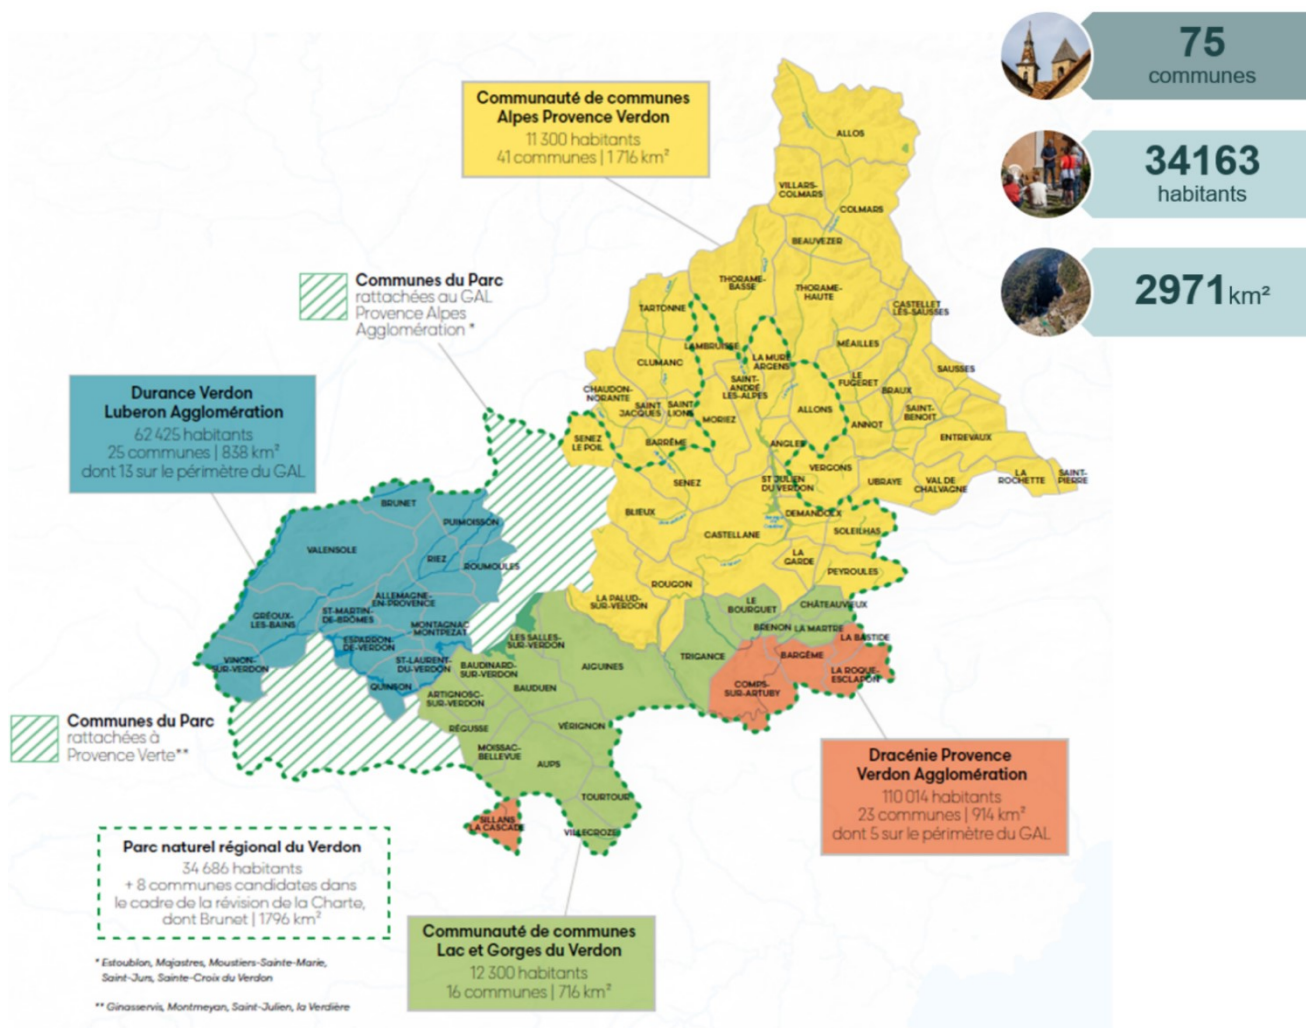 75
communes
34163
habitants
2971 km²
Communauté de communes
Alpes Provence Verdon
11 300 habitants
41 communes | 1 716 km²
Communes du Parc
rattachées au GAL
Provence Alpes
Agglomération *
Durance Verdon
Luberon Agglomération
62 425 habitants
25 communes | 838 km²
dont 13 sur le périmètre du GAL
ALLOS
VILLARS-
COLMARS
COLMARS
BEAUVEZER
THORAME-
BASSE
THORAME-
HAUTE
TARTONNE
CASTELLET
LÈS-SAUSSES
LAMBRUISSE
LA MURE
ARGENS
MÉAILLES
CLUMANC
SAUSSES
LE
FUGERET
BRAUX
SAINT-
ANDRÉ
LES-ALPES
CHAUDON-
NORANTE
SAINT
JACQUES
SAINT-
LIONS
MORIEZ
ALLONS
SAINT-
BENOIT
ANNOT
SENEZ
LE POIL
BARRÊME
ANGLES
ENTREVAUX
VERGONS
SENEZ
ST JULIEN
DU VERDON
UBRAYE
VAL DE
CHALVAGNE
LA
ROCHETTE
SAINT-
PIERRE
BLIEUX
DEMANDOLX
SOLEILHAS
CASTELLANE
LA
GARDE
PEYROULES
ROUGON
LA PALUD-
SUR-VERDON
BRUNET
PUIMOISSON
VALENSOLE
RIEZ
ROUMOULES
ALLEMAGNE-
EN-PROVENCE
GRÉOUX-
LES-BAINS
ST-MARTIN-
DE-BRÔMES
MONTAGNAC
MONTPEZAT
ESPARRON-
DE-VERDON
VINON-
SUR-VERDON
ST-LAURENT-
DU-VERDON
QUINSON
LE
BOURGUET
CHÂTEAUVIEUX
BRENON
LA MARTRE
LA BASTIDE
LES SALLES-
SUR-VERDON
TRIGANCE
BARGÈME
AIGUINES
BAUDINARD-
SUR-VERDON
LA ROQUE-
ESCLAPON
COMPS-
SUR-ARTUBY
BAUDUEN
ARTIGNOSC-
SUR-VERDON
RÉGUSSE
VÉRIGNON
MOISSAC-
BELLEVUE
AUPS
TOURTOUR
SILLANS
LA CASCADE
VILLECROZE
Communes du Parc
rattachées à
Provence Verte**
Dracénie Provence
Verdon Agglomération
110 014 habitants
23 communes | 914 km²
dont 5 sur le périmètre du GAL
Parc naturel régional du Verdon
34 686 habitants
+ 8 communes candidates dans
le cadre de la révision de la Charte,
dont Brunet | 1796 km²
Communauté de communes
Lac et Gorges du Verdon
12 300 habitants
16 communes | 716 km²
* Estoublon, Majastres, Moustiers-Sainte-Marie,
Saint-Jurs, Sainte-Croix du Verdon
** Ginasservis, Montmeyan, Saint-Julien, la Verdière